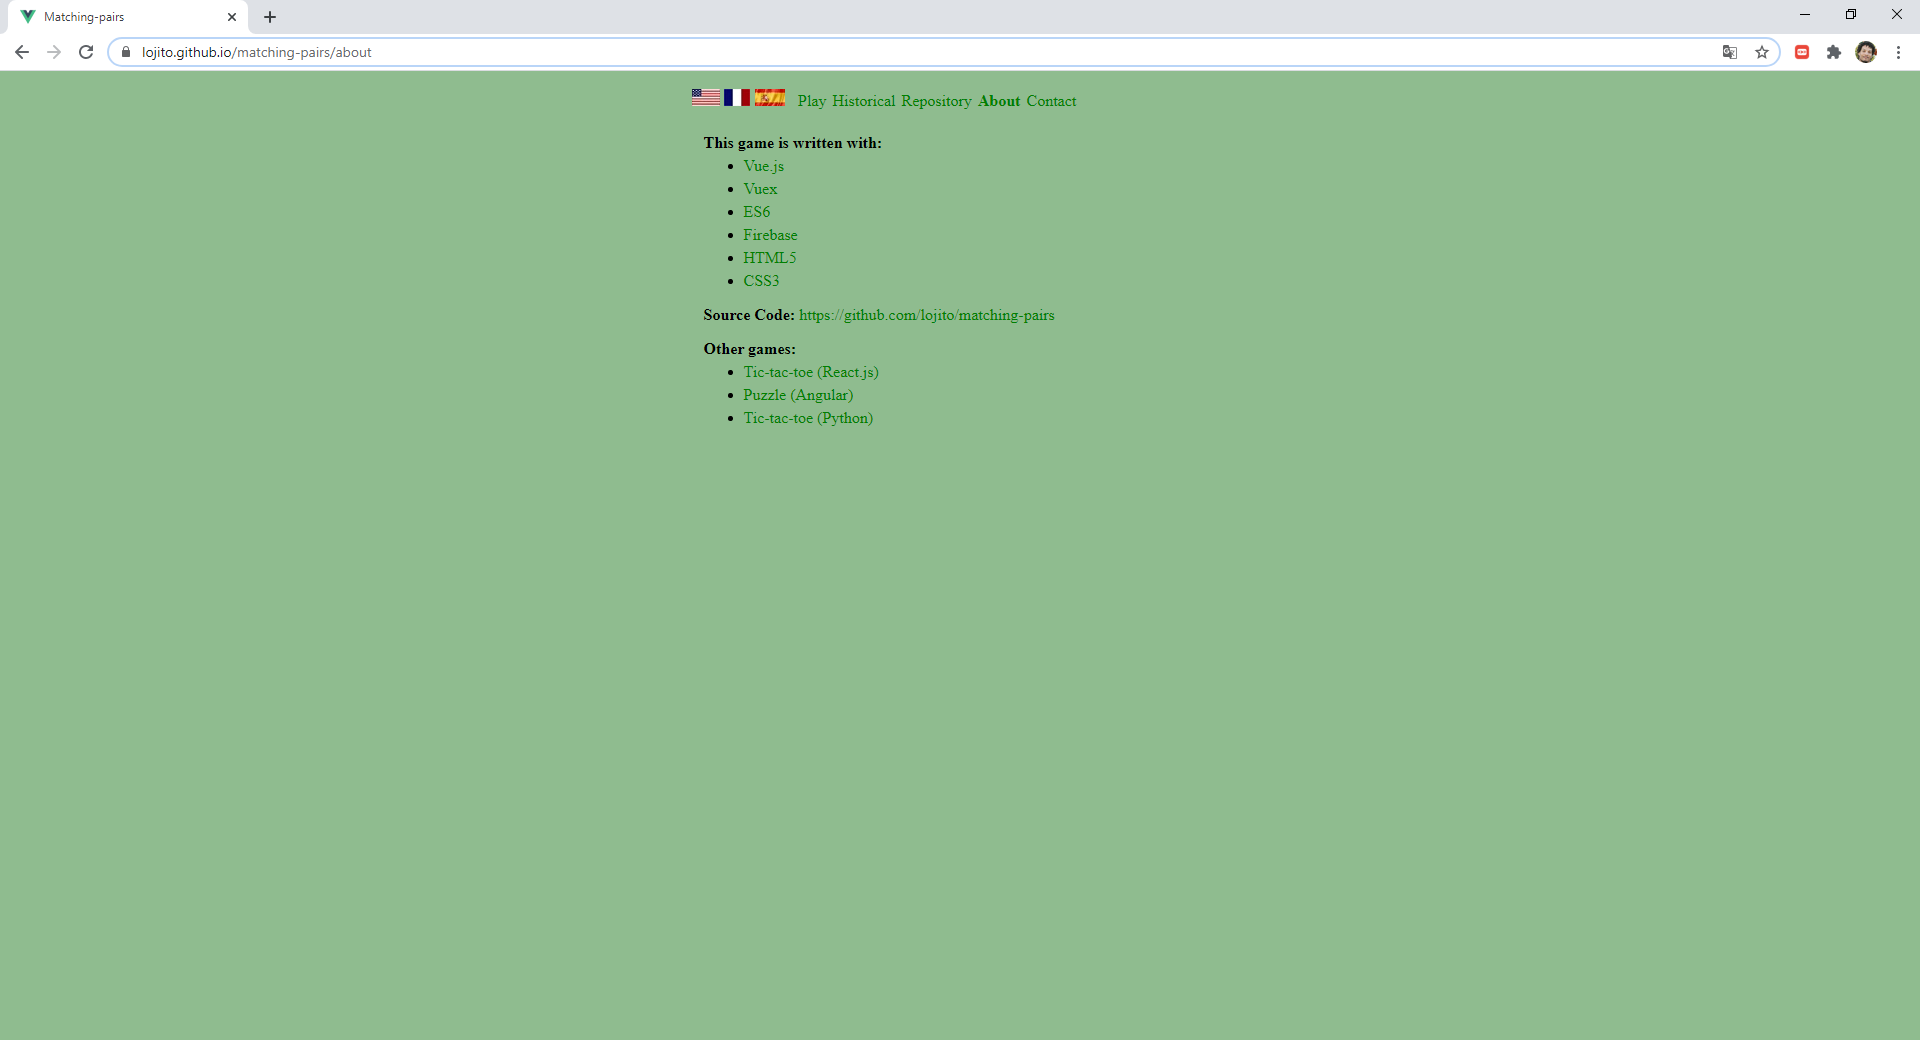 Matching-pairs
lojito.github.io/matching-pairs/about
Play Historical Repository About Contact
This game is written with:
Vue.js
Vuex
ES6
Firebase
HTML5
CSS3
Source Code: https://github.com/lojito/matching-pairs
Other games:
Tic-tac-toe (React.js)
Puzzle (Angular)
Tic-tac-toe (Python)